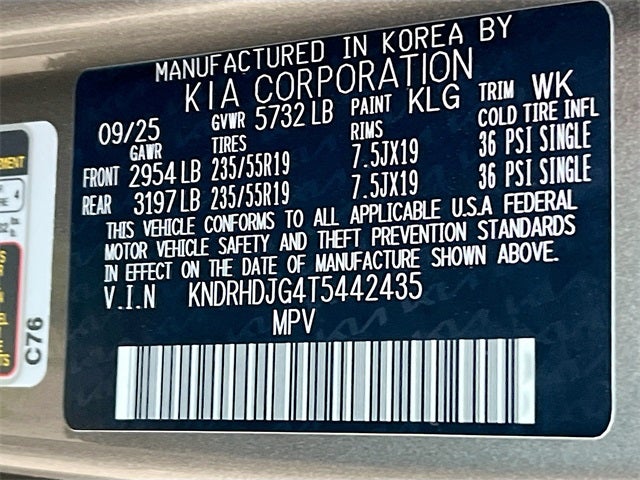 MANUFACTURED IN KOREA BY
KIA CORPORATION
09/25 GVWR 5732 LB PAINT KLG TRIM WK
GAWR TIRES RIMS COLD TIRE INFL
FRONT 2954 LB 235/55R19 7.5JX19 36 PSI SINGLE
REAR 3197 LB 235/55R19 7.5JX19 36 PSI SINGLE
THIS VEHICLE CONFORMS TO ALL APPLICABLE U.S.A FEDERAL
MOTOR VEHICLE SAFETY AND THEFT PREVENTION STANDARDS
IN EFFECT ON THE DATE OF MANUFACTURE SHOWN ABOVE.
V.I.N KNDRHDJG4T5442435
MPV
C76